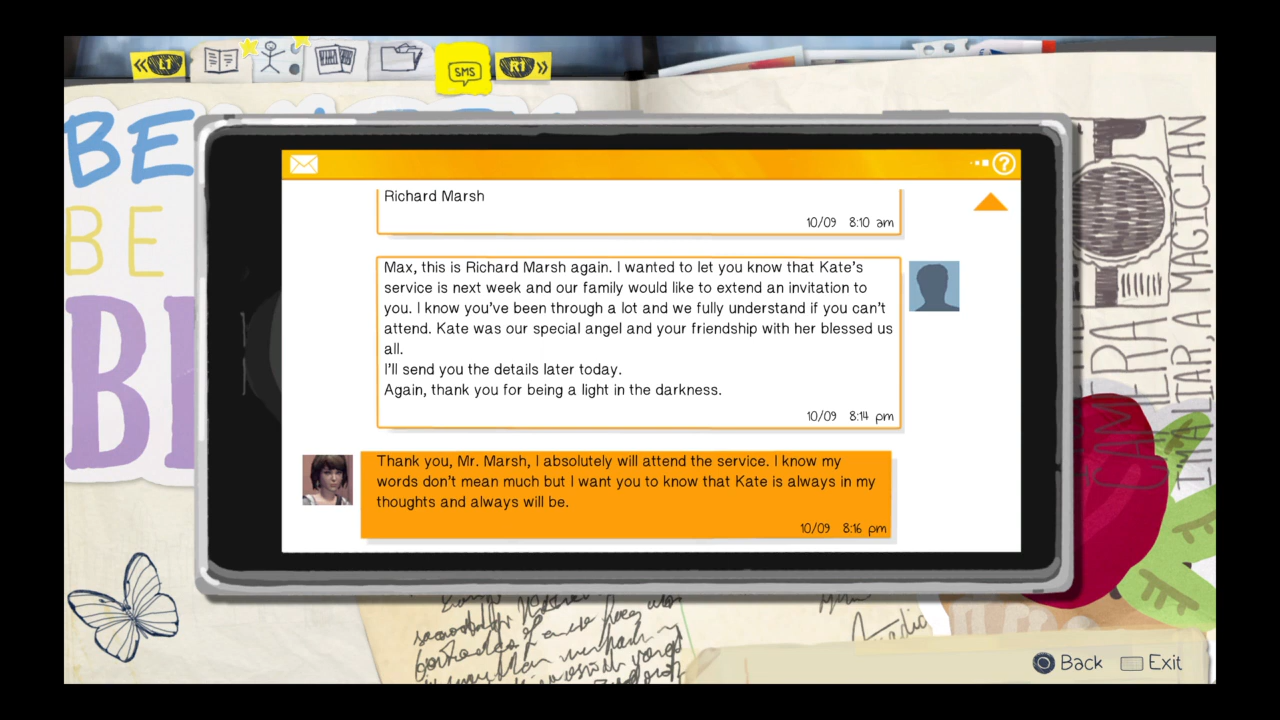 LT
SMS
R1
BE
BE
Richard Marsh
10/09 8:10 am
Max, this is Richard Marsh again. I wanted to let you know that Kate's
service is next week and our family would like to extend an invitation to
you. I know you've been through a lot and we fully understand if you can't
attend. Kate was our special angel and your friendship with her blessed us
all.
I'll send you the details later today.
Again, thank you for being a light in the darkness.
10/09 8:14 pm
Thank you, Mr. Marsh, I absolutely will attend the service. I know my
words don't mean much but I want you to know that Kate is always in my
thoughts and always will be.
10/09 8:16 pm
CAMERA
LIAR, A MAGICIAN
Back
Exit